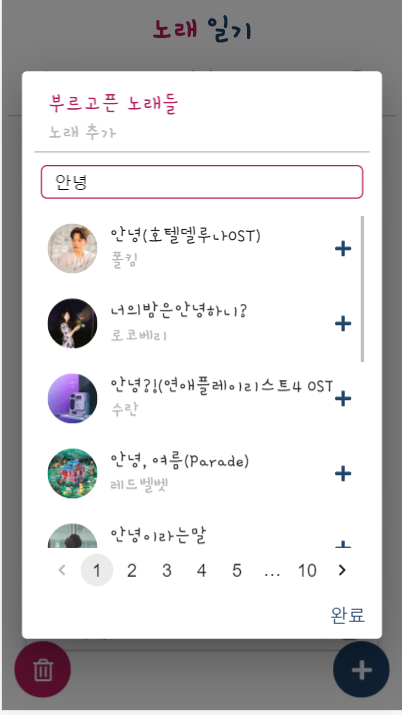 노래 일기
부르고픈 노래들
노래 추가
안녕
안녕(호텔델루나OST)
폴킴
너의밤은안녕하니?
로코베리
안녕?!(연애플레이리스트4 OST
수란
안녕, 여름(Parade)
레드벨벳
안녕이라는말
< 1 2 3 4 5 ... 10 >
완료